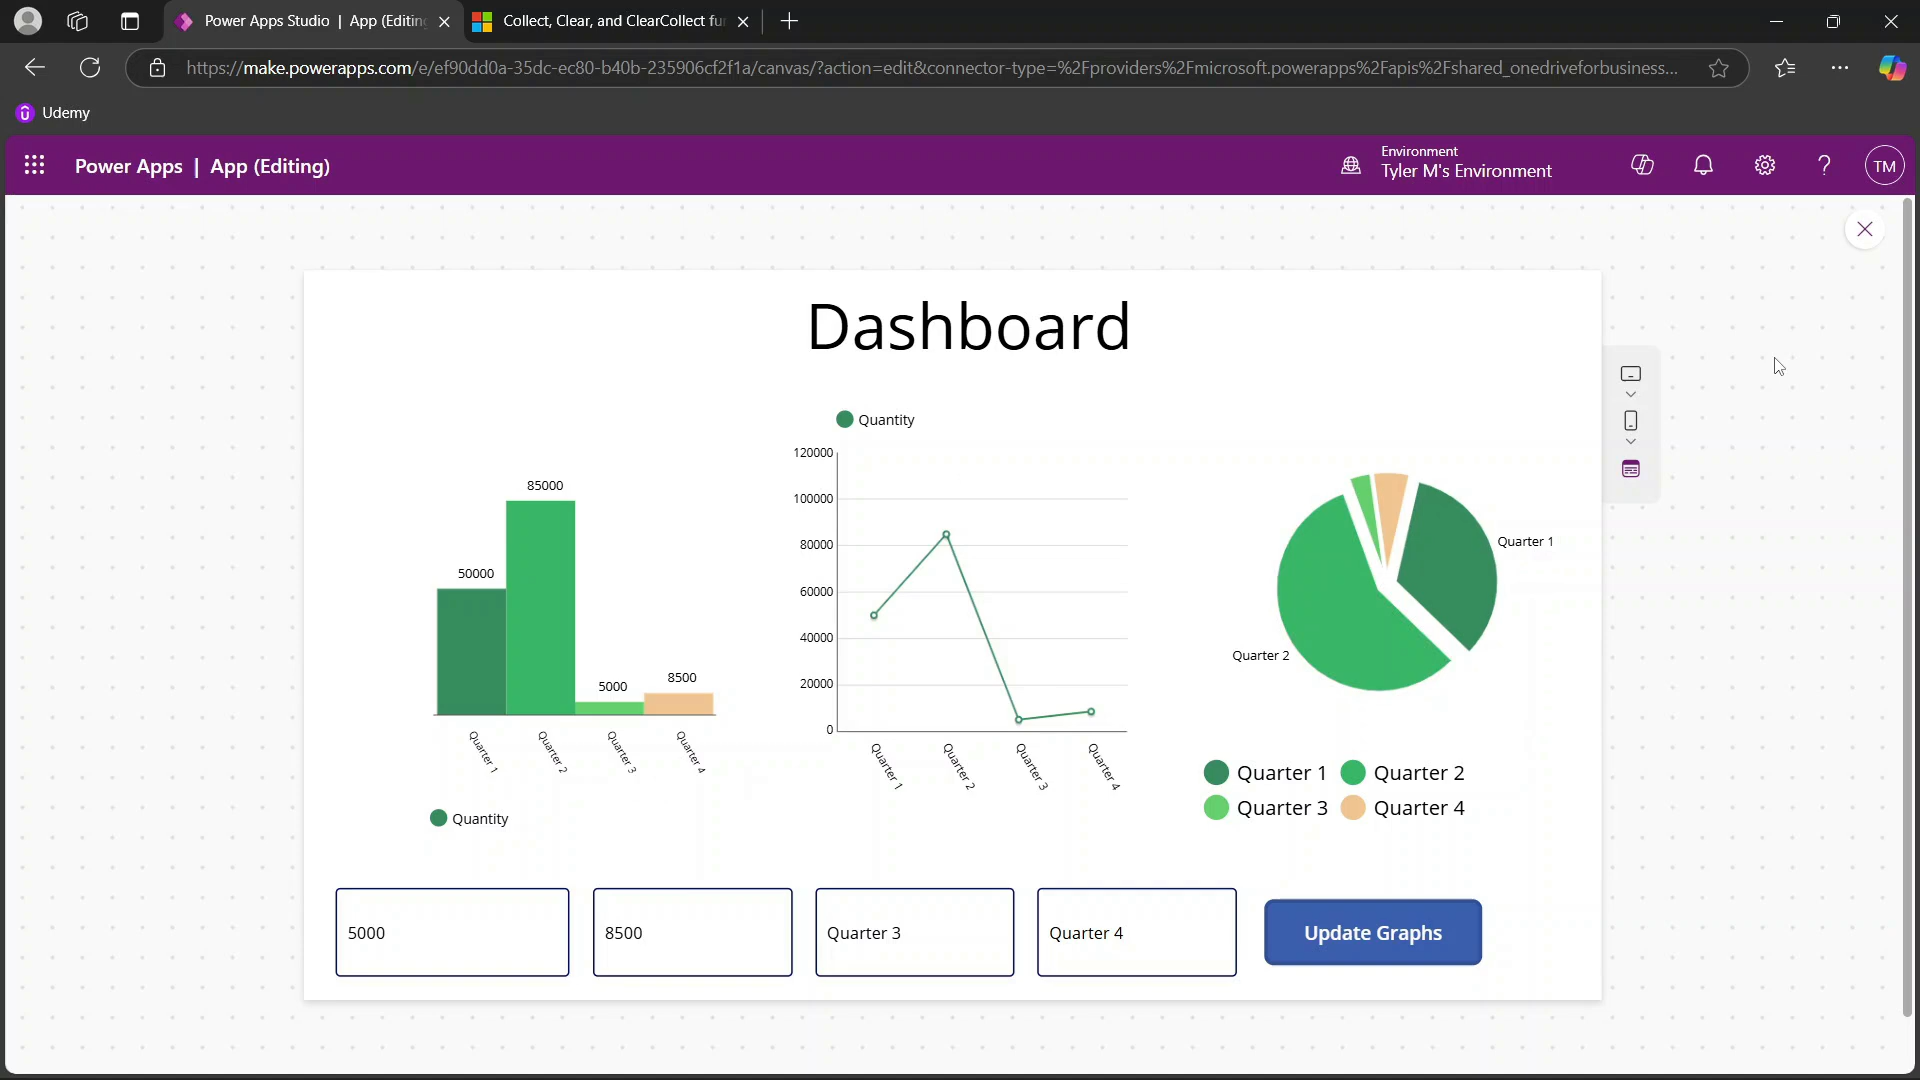 Power Apps Studio | App (Editin
Collect, Clear, and ClearCollect fu
https://make.powerapps.com/e/ef90dd0a-35dc-ec80-b40b-235906cf2f1a/canvas/?action=edit&connector-type=%2Fproviders%2Fmicrosoft.powerapps%2Fapis%2Fshared_onedriveforbusiness...
Udemy
Power Apps | App (Editing)
Environment
Tyler M's Environment
TM
Dashboard
85000
50000
5000
8500
Quarter 1
Quarter 2
Quarter 3
Quarter 4
Quantity
Quantity
120000
100000
80000
60000
40000
20000
0
Quarter 1
Quarter 2
Quarter 3
Quarter 4
Quarter 1
Quarter 2
Quarter 1 Quarter 2
Quarter 3 Quarter 4
5000
8500
Quarter 3
Quarter 4
Update Graphs